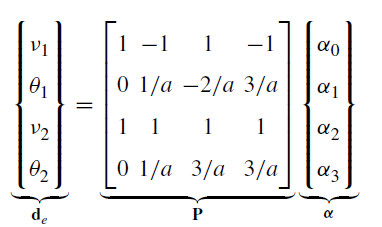 ν₁ 1 −1 1 −1 α₀
θ₁ 0 1/a −2/a 3/a α₁
= 
ν₂ 1 1 1 1 α₂
θ₂ 0 1/a 3/a 3/a α₃
dₑ P α